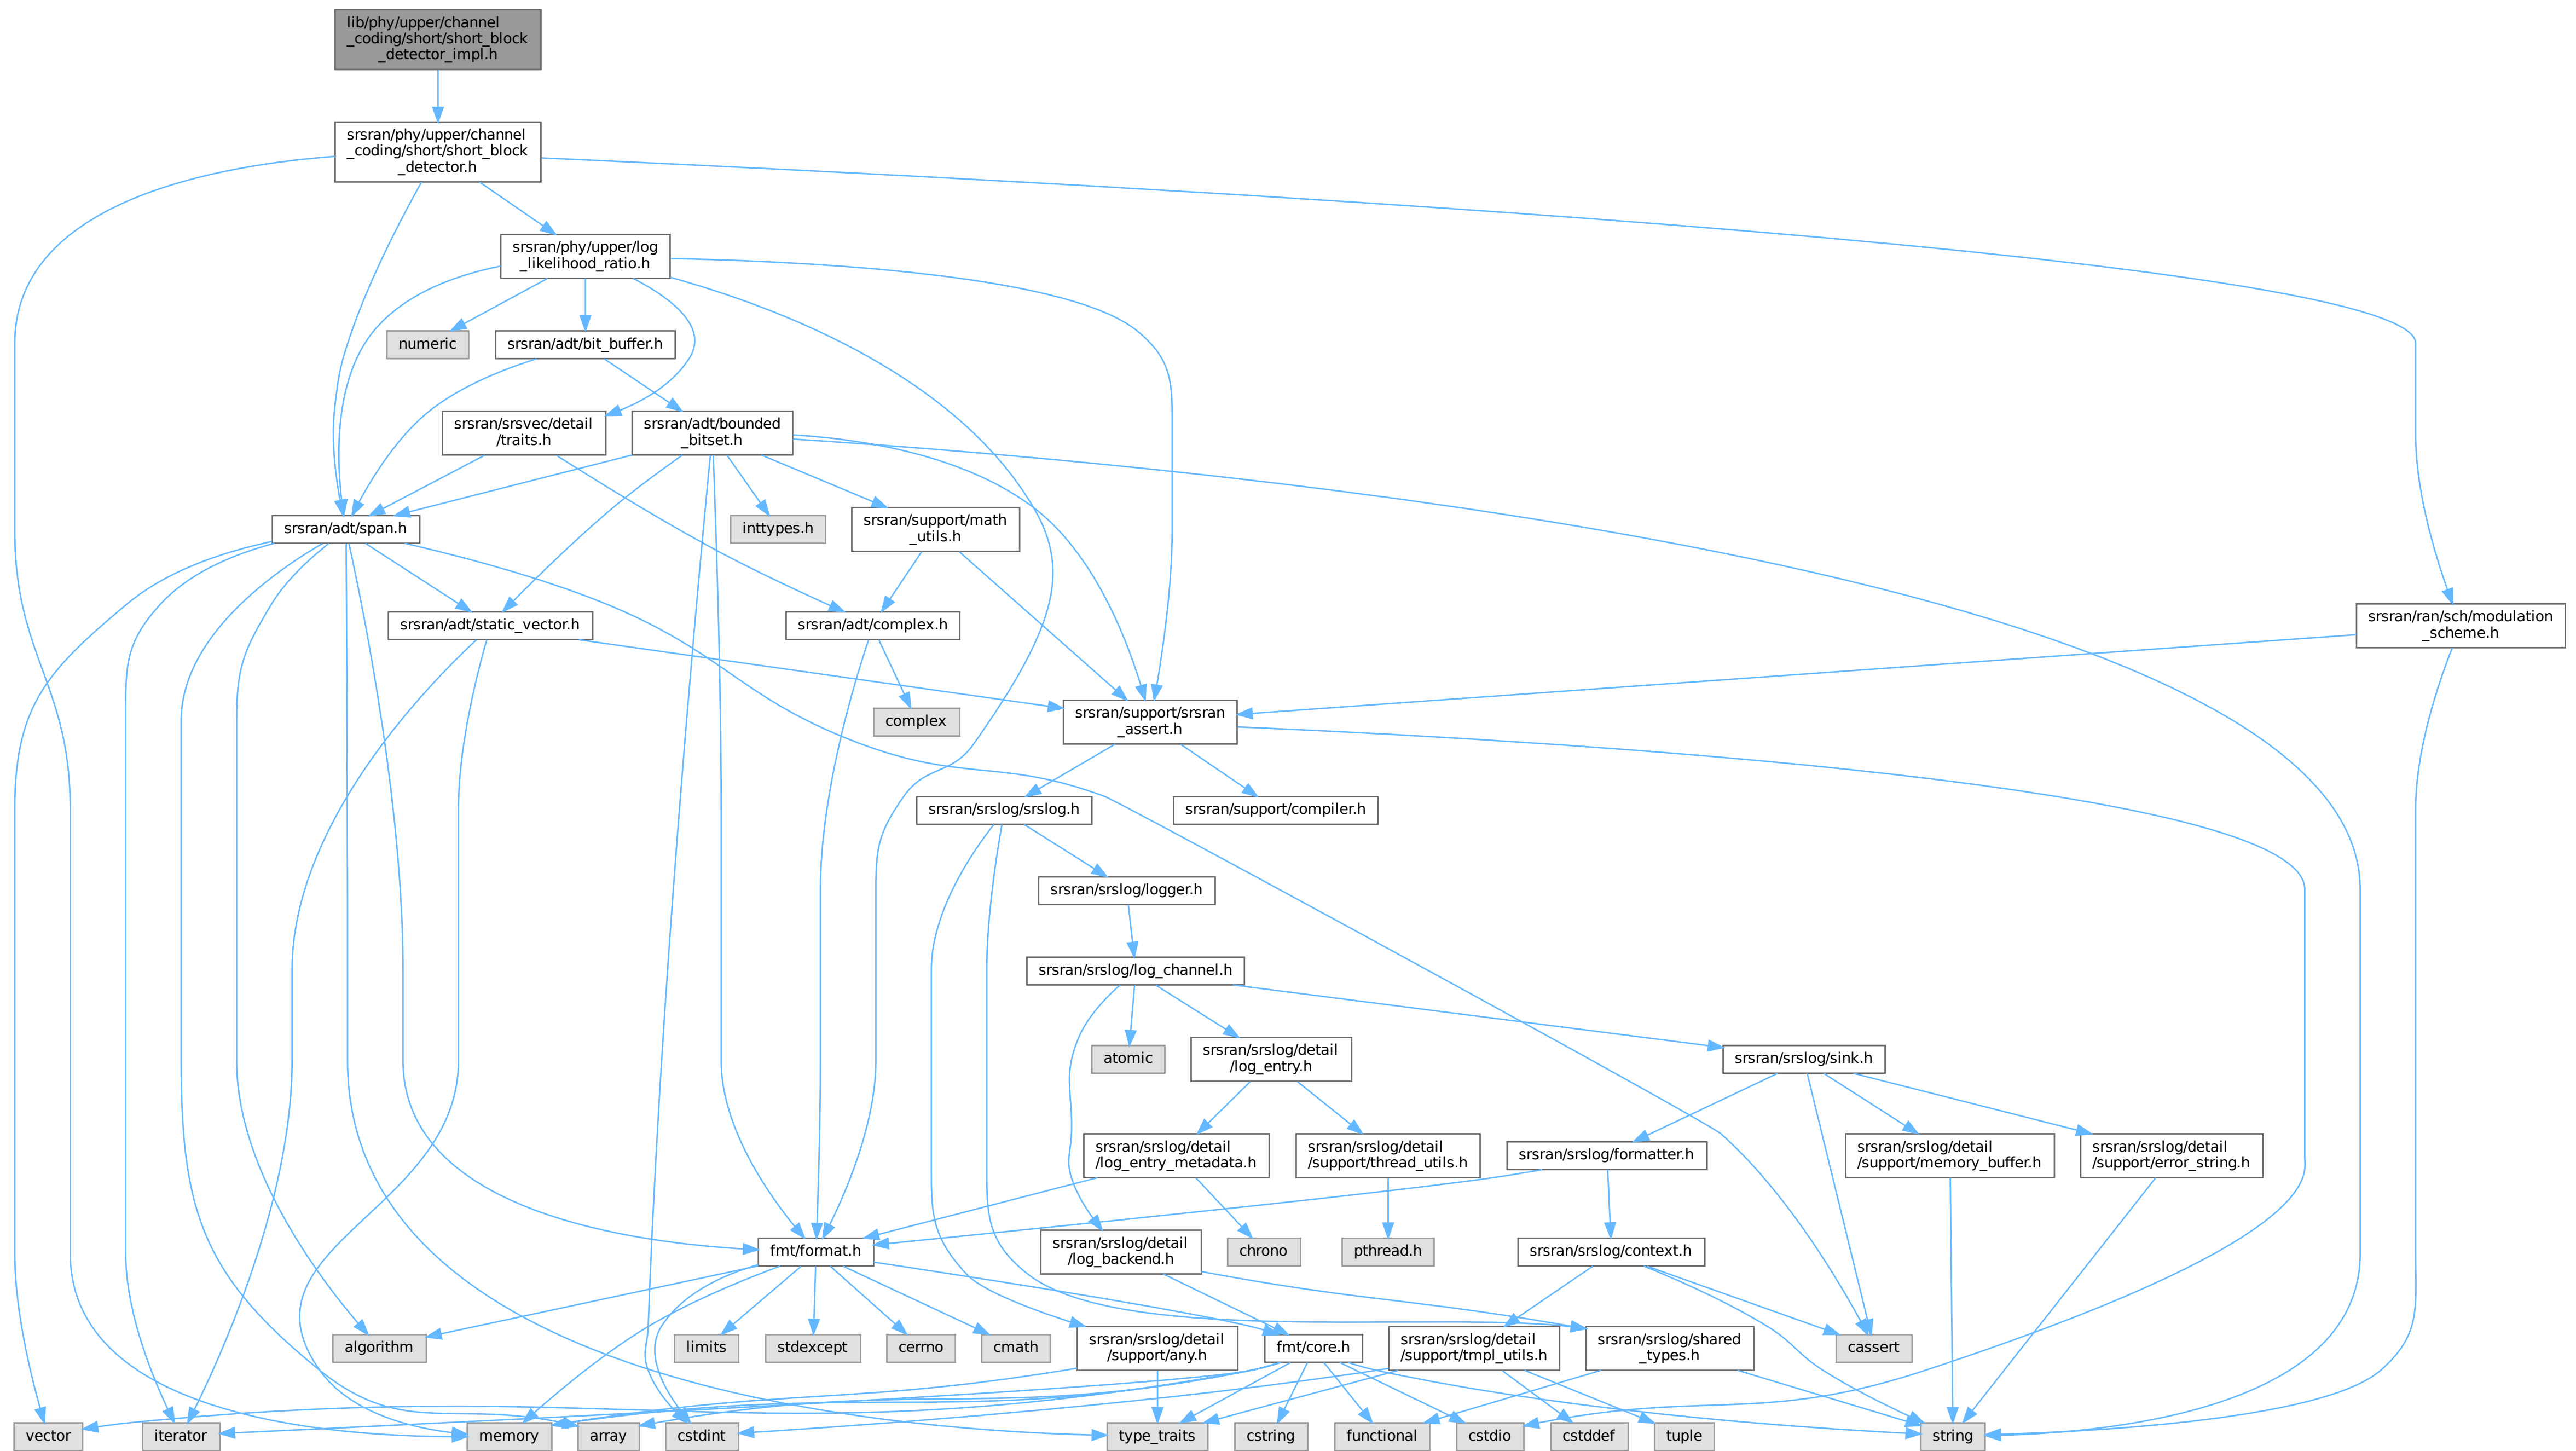 lib/phy/upper/channel
_coding/short/short_block
_detector_impl.h
srsran/phy/upper/channel
_coding/short/short_block
_detector.h
srsran/phy/upper/log
_likelihood_ratio.h
numeric
srsran/adt/bit_buffer.h
srsran/srsvec/detail
/traits.h
srsran/adt/bounded
_bitset.h
srsran/adt/span.h
inttypes.h
srsran/support/math
_utils.h
srsran/adt/static_vector.h
srsran/adt/complex.h
srsran/ran/sch/modulation
_scheme.h
complex
srsran/support/srsran
_assert.h
srsran/srslog/srslog.h
srsran/support/compiler.h
srsran/srslog/logger.h
srsran/srslog/log_channel.h
atomic
srsran/srslog/detail
/log_entry.h
srsran/srslog/sink.h
srsran/srslog/detail
/log_entry_metadata.h
srsran/srslog/detail
/support/thread_utils.h
srsran/srslog/formatter.h
srsran/srslog/detail
/support/memory_buffer.h
srsran/srslog/detail
/support/error_string.h
fmt/format.h
srsran/srslog/detail
/log_backend.h
chrono
pthread.h
srsran/srslog/context.h
algorithm
limits
stdexcept
cerrno
cmath
srsran/srslog/detail
/support/any.h
fmt/core.h
srsran/srslog/detail
/support/tmpl_utils.h
srsran/srslog/shared
_types.h
cassert
vector
iterator
memory
array
cstdint
type_traits
cstring
functional
cstdio
cstddef
tuple
string